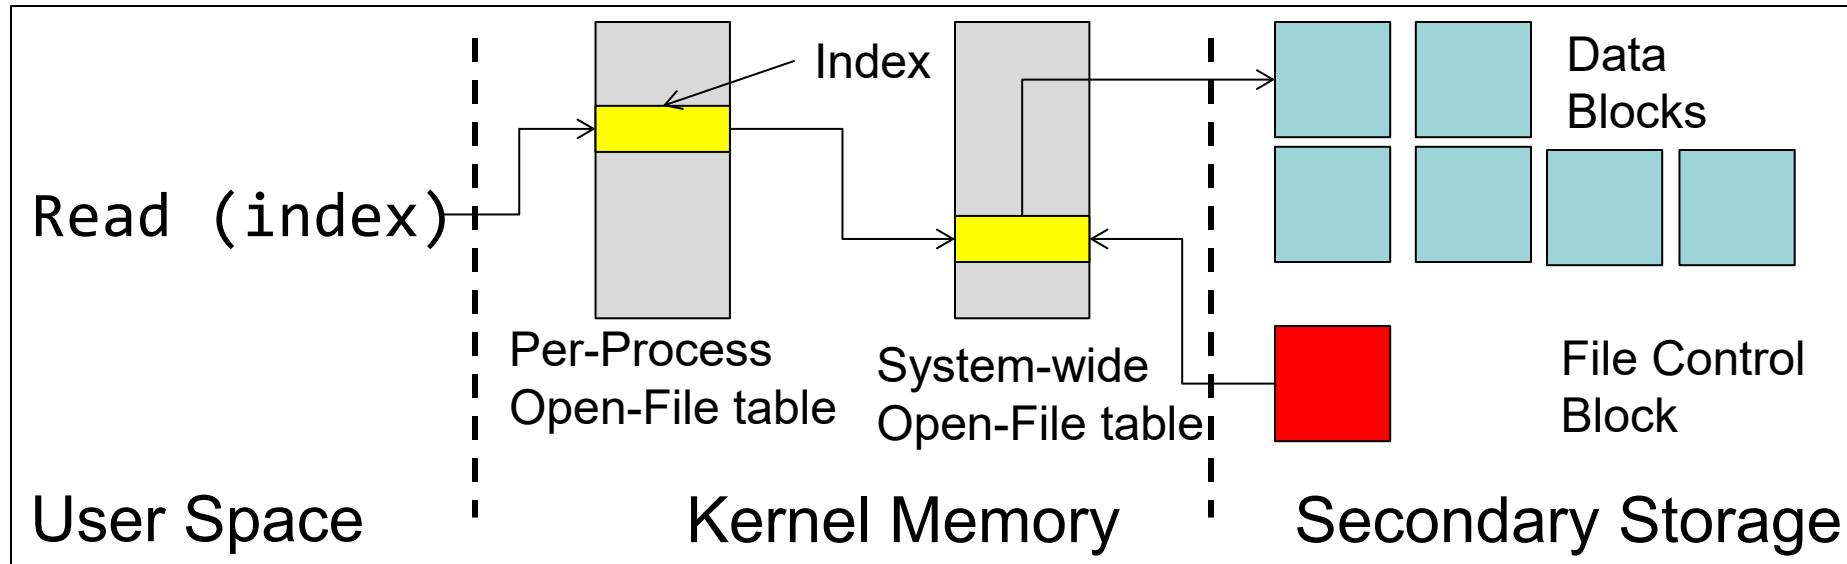 Index
Data
Blocks
Read (index)
Per-Process
Open-File table
System-wide
Open-File table
File Control
Block
User Space
Kernel Memory
Secondary Storage